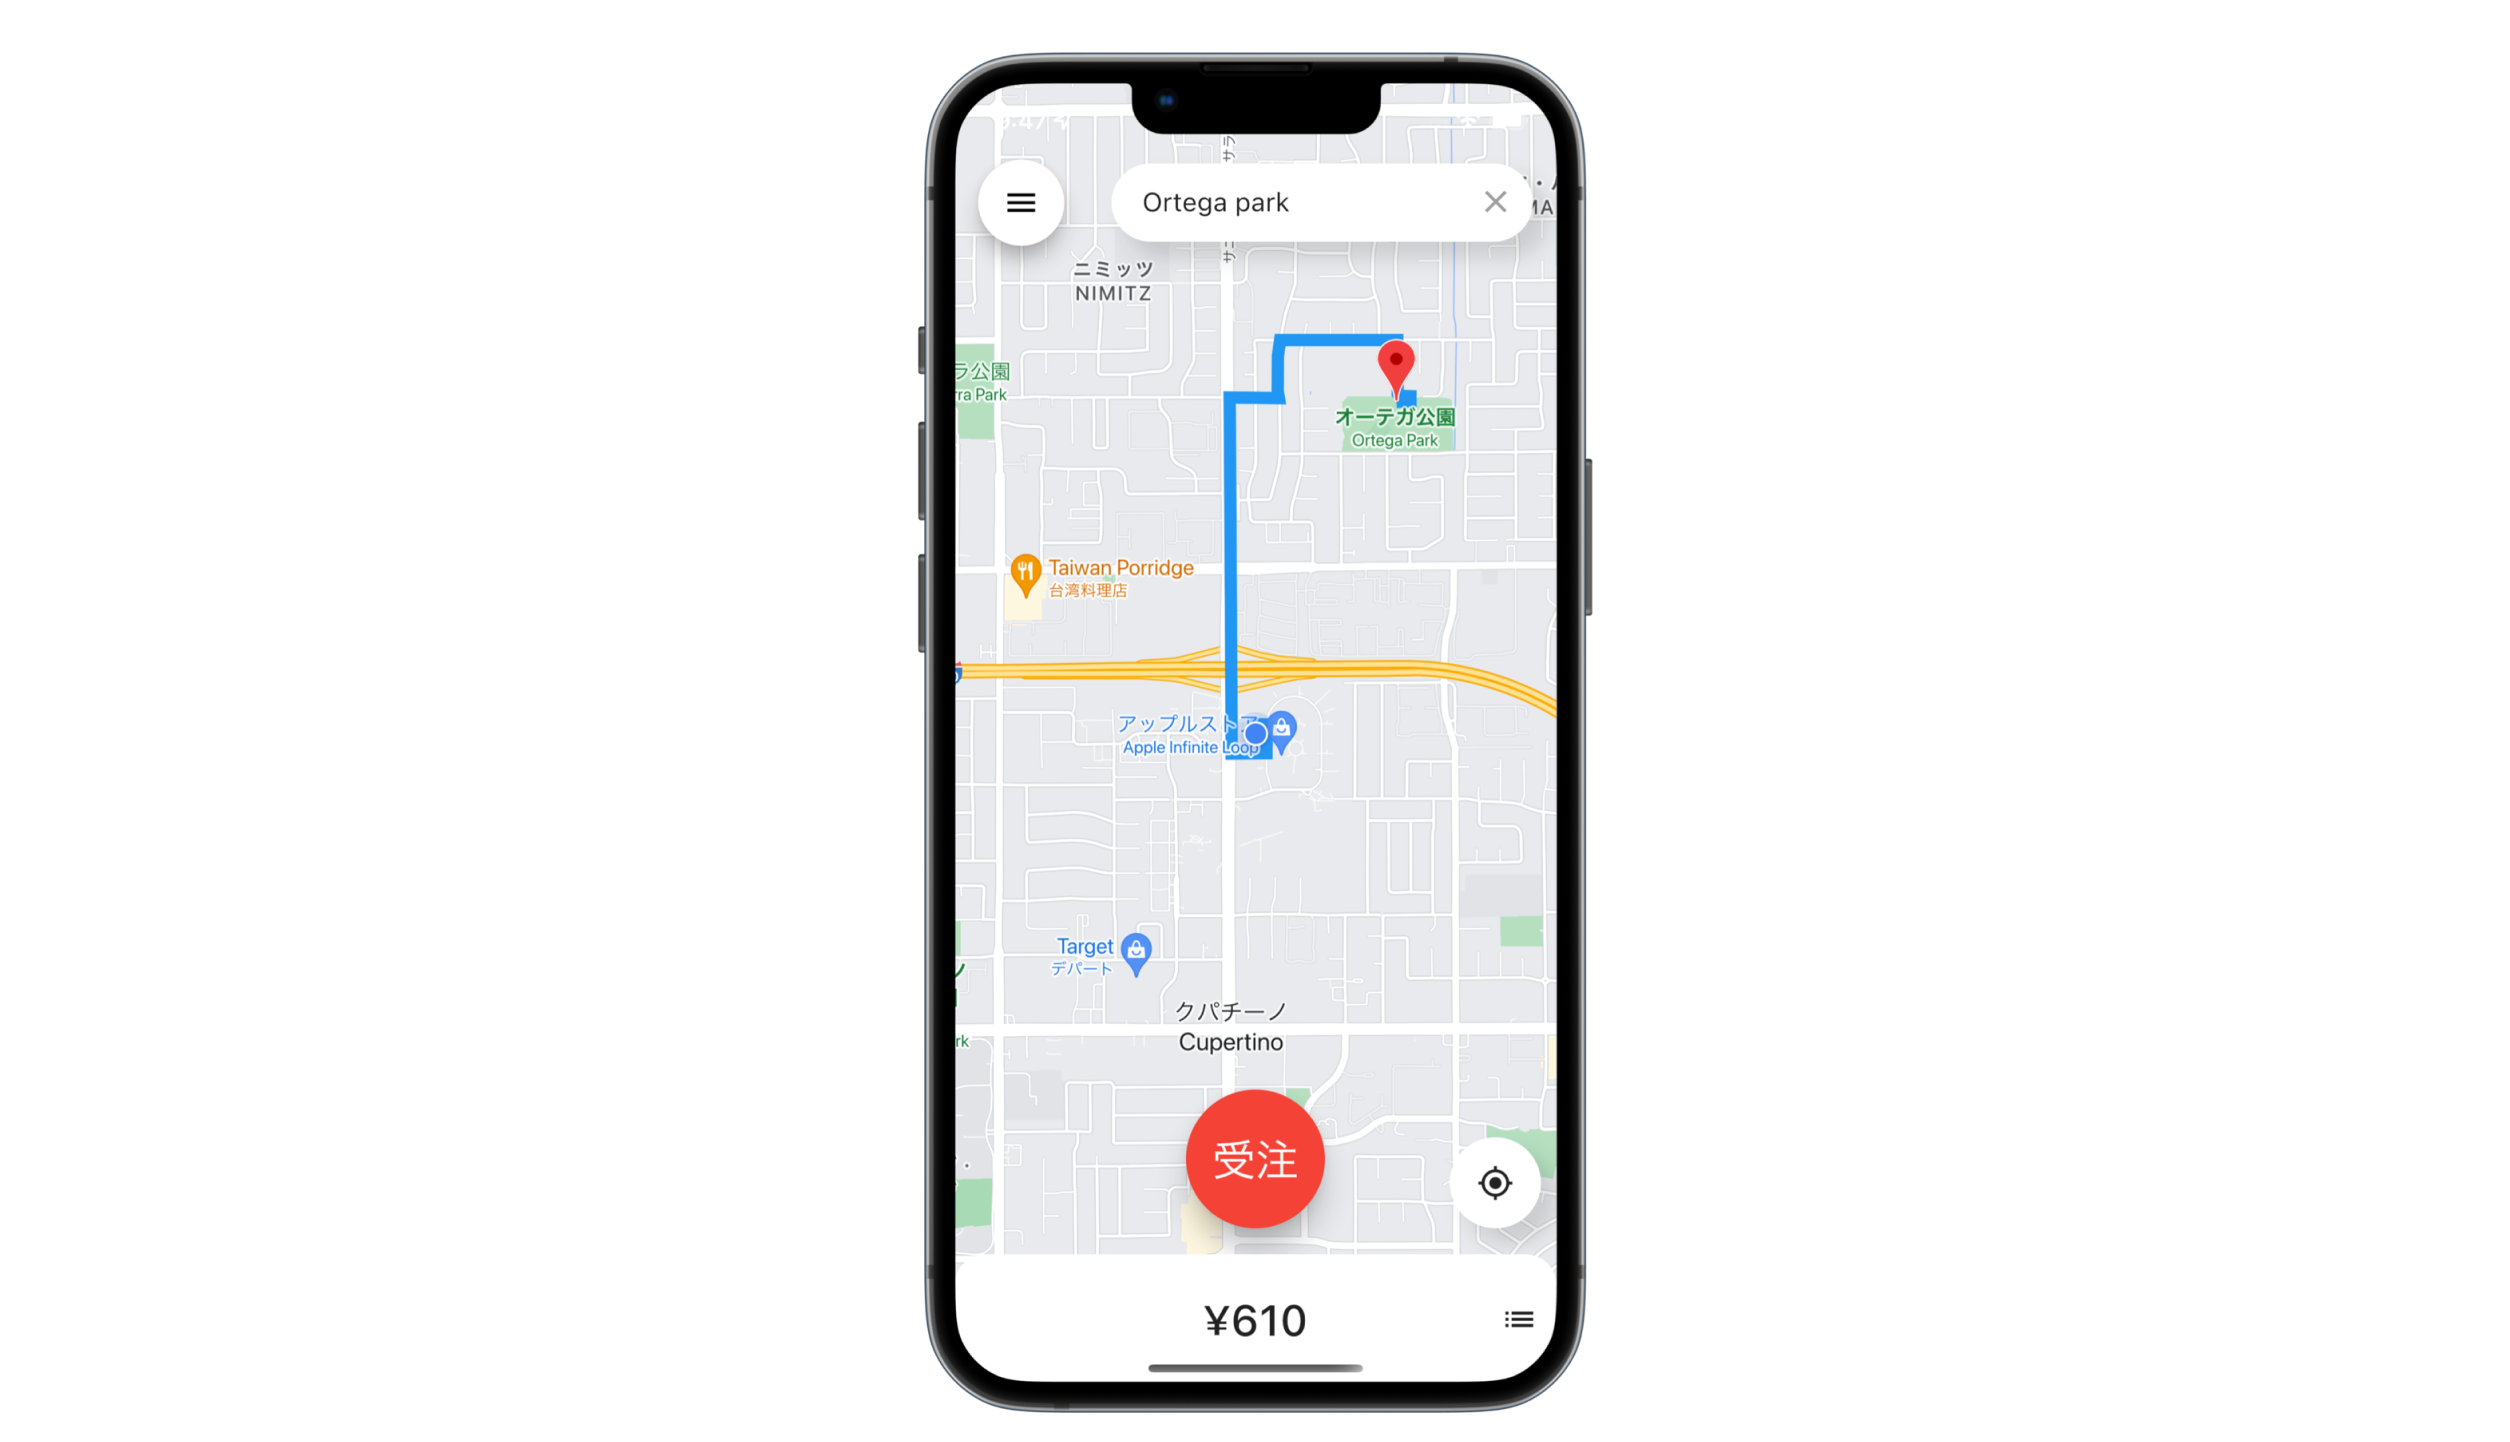 Ortega park
ニミッツ
NIMITZ
ラ公園
rra Park
オーテガ公園
Ortega Park
Taiwan Porridge
台湾料理店
アップルストア
Apple Infinite Loop
Target
デパート
クパチーノ
Cupertino
rk
受注
¥610